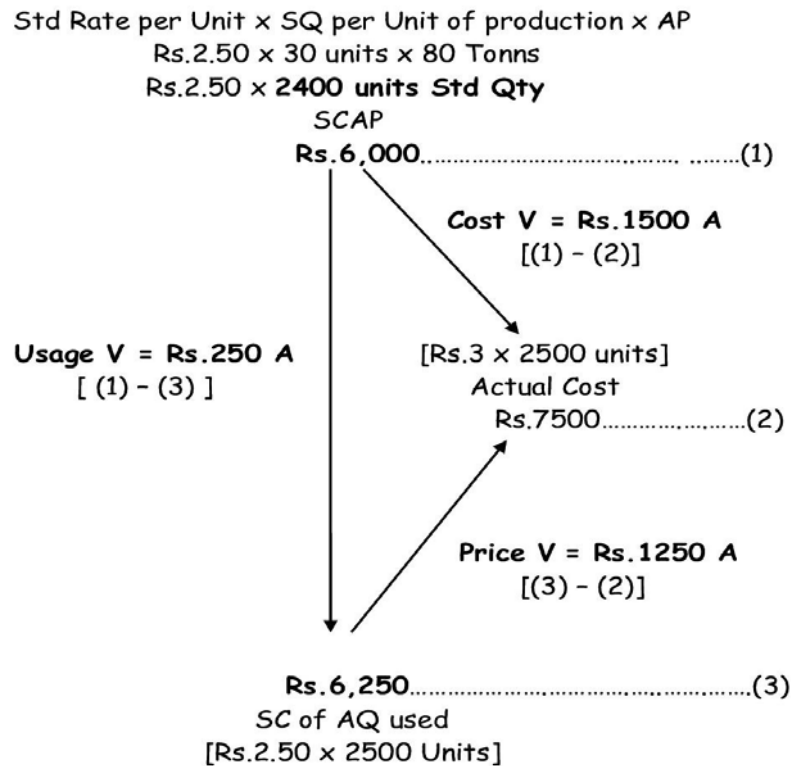 Std Rate per Unit x SQ per Unit of production x AP
Rs.2.50 x 30 units x 80 Tonns
Rs.2.50 x 2400 units Std Qty
SCAP
Rs.6,000....................................... ........(1)
Cost V = Rs.1500 A
[(1) - (2)]
Usage V = Rs.250 A
[ (1) - (3) ]
[Rs.3 x 2500 units]
Actual Cost
Rs.7500.....................(2)
Price V = Rs.1250 A
[(3) - (2)]
Rs.6,250...................................................(3)
SC of AQ used
[Rs.2.50 x 2500 Units]